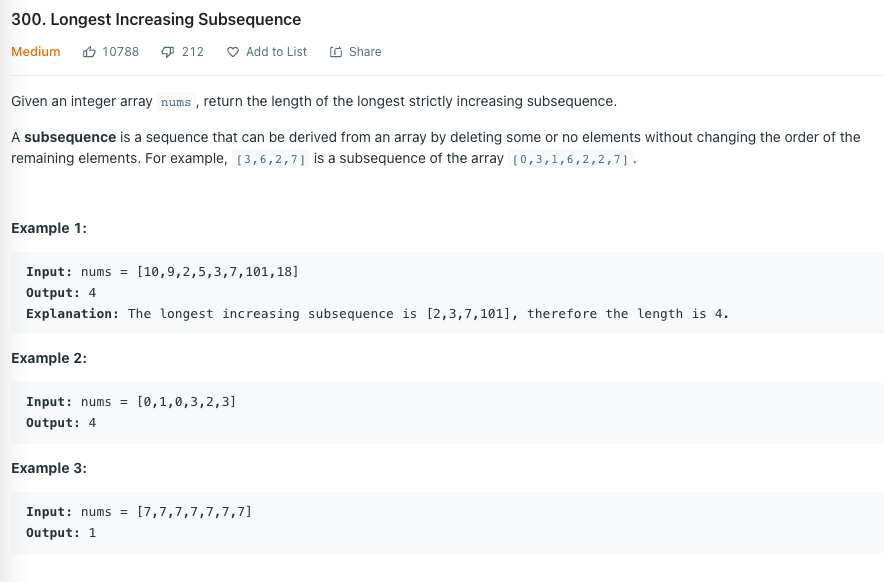 300. Longest Increasing Subsequence
Medium 10788 212 Add to List Share
Given an integer array nums , return the length of the longest strictly increasing subsequence.
A subsequence is a sequence that can be derived from an array by deleting some or no elements without changing the order of the
remaining elements. For example, [3,6,2,7] is a subsequence of the array [0,3,1,6,2,2,7] .
Example 1:
Input: nums = [10,9,2,5,3,7,101,18]
Output: 4
Explanation: The longest increasing subsequence is [2,3,7,101], therefore the length is 4.
Example 2:
Input: nums = [0,1,0,3,2,3]
Output: 4
Example 3:
Input: nums = [7,7,7,7,7,7,7]
Output: 1